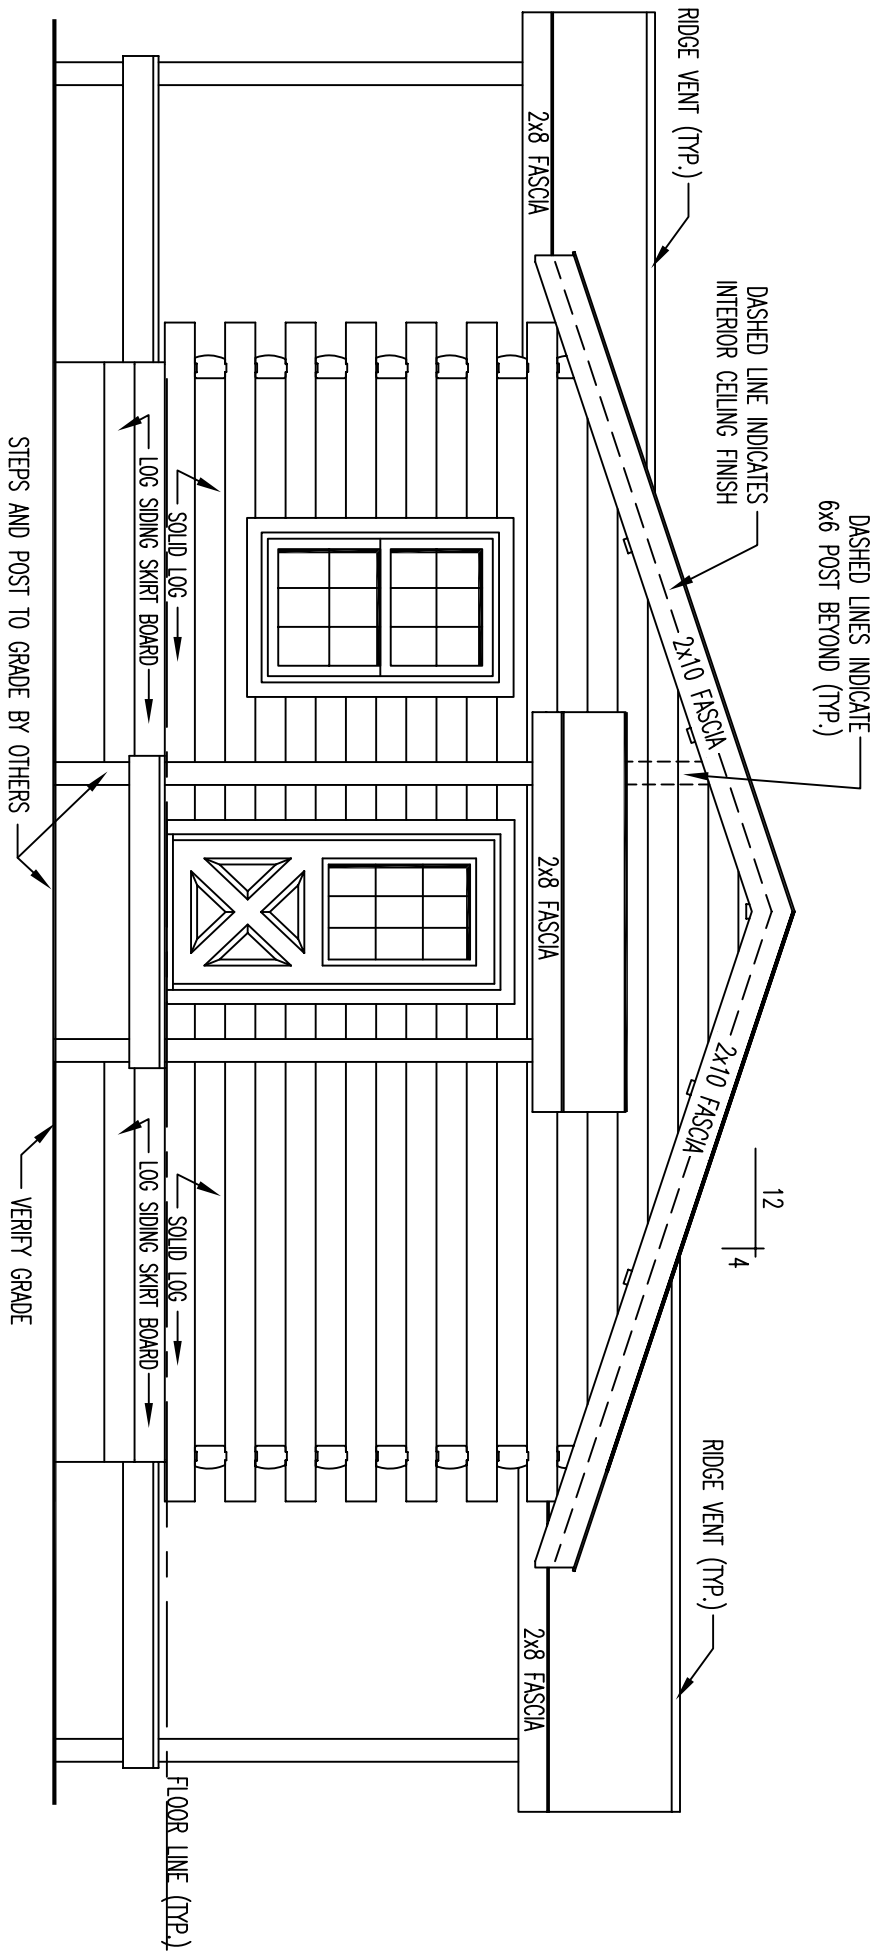 RIDGE VENT (TYP.)
2x8 FASCIA
DASHED LINE INDICATES
INTERIOR CEILING FINISH
DASHED LINES INDICATE
6x6 POST BEYOND (TYP.)
2x10 FASCIA
2x10 FASCIA
12
4
RIDGE VENT (TYP.)
2x8 FASCIA
2x8 FASCIA
SOLID LOG
LOG SIDING SKIRT BOARD
SOLID LOG
LOG SIDING SKIRT BOARD
FLOOR LINE (TYP.)
STEPS AND POST TO GRADE BY OTHERS
VERIFY GRADE